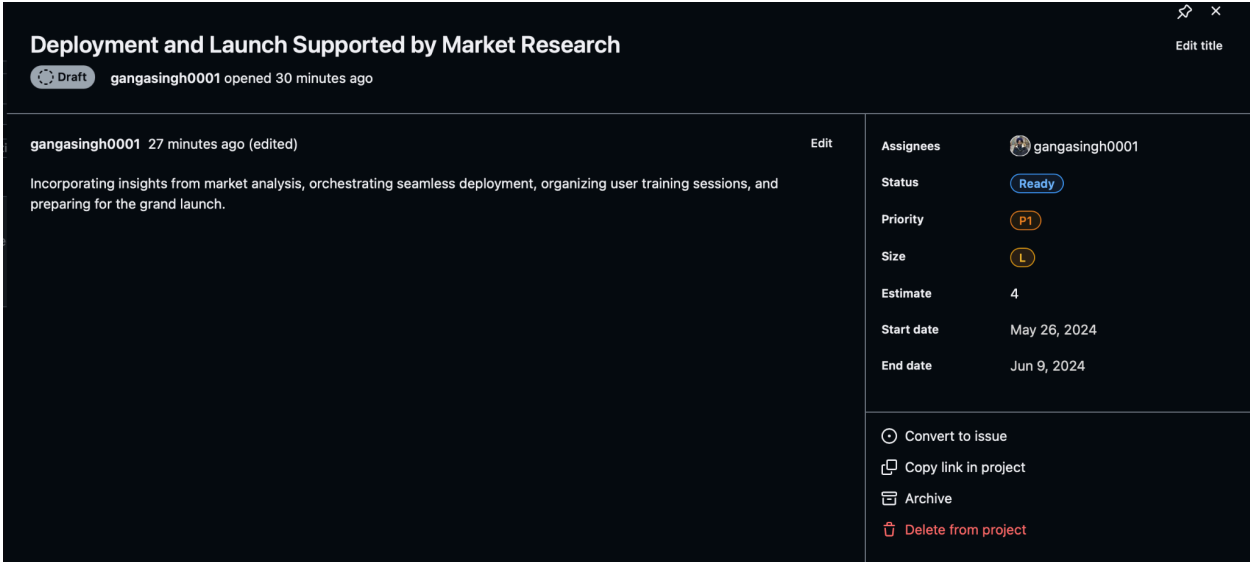 Deployment and Launch Supported by Market Research
Edit title
Draft
gangasingh0001 opened 30 minutes ago
gangasingh0001 27 minutes ago (edited)
Edit
Incorporating insights from market analysis, orchestrating seamless deployment, organizing user training sessions, and
preparing for the grand launch.
Assignees gangasingh0001
Status Ready
Priority P1
Size L
Estimate 4
Start date May 26, 2024
End date Jun 9, 2024
Convert to issue
Copy link in project
Archive
Delete from project